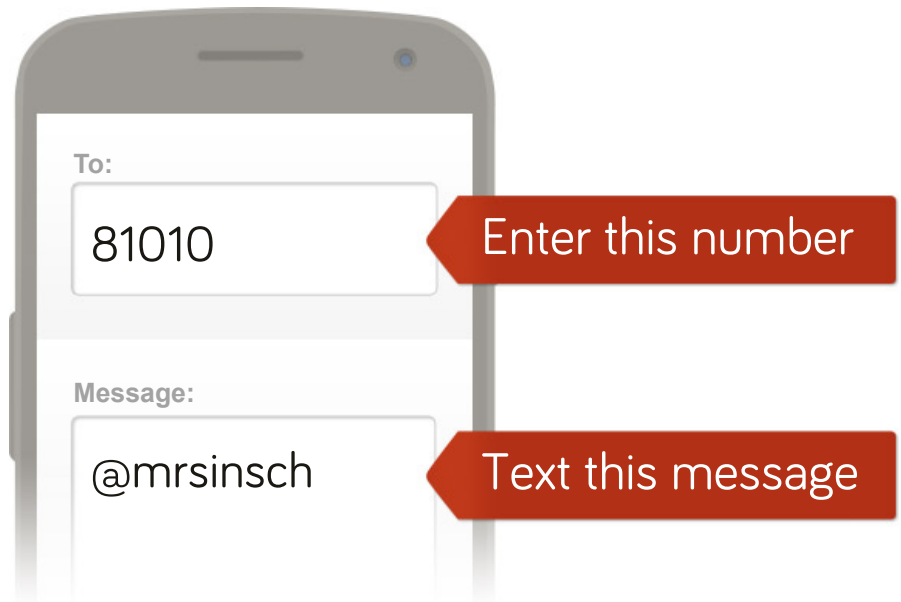 To:
81010
Enter this number
Message:
@mrsinsch
Text this message